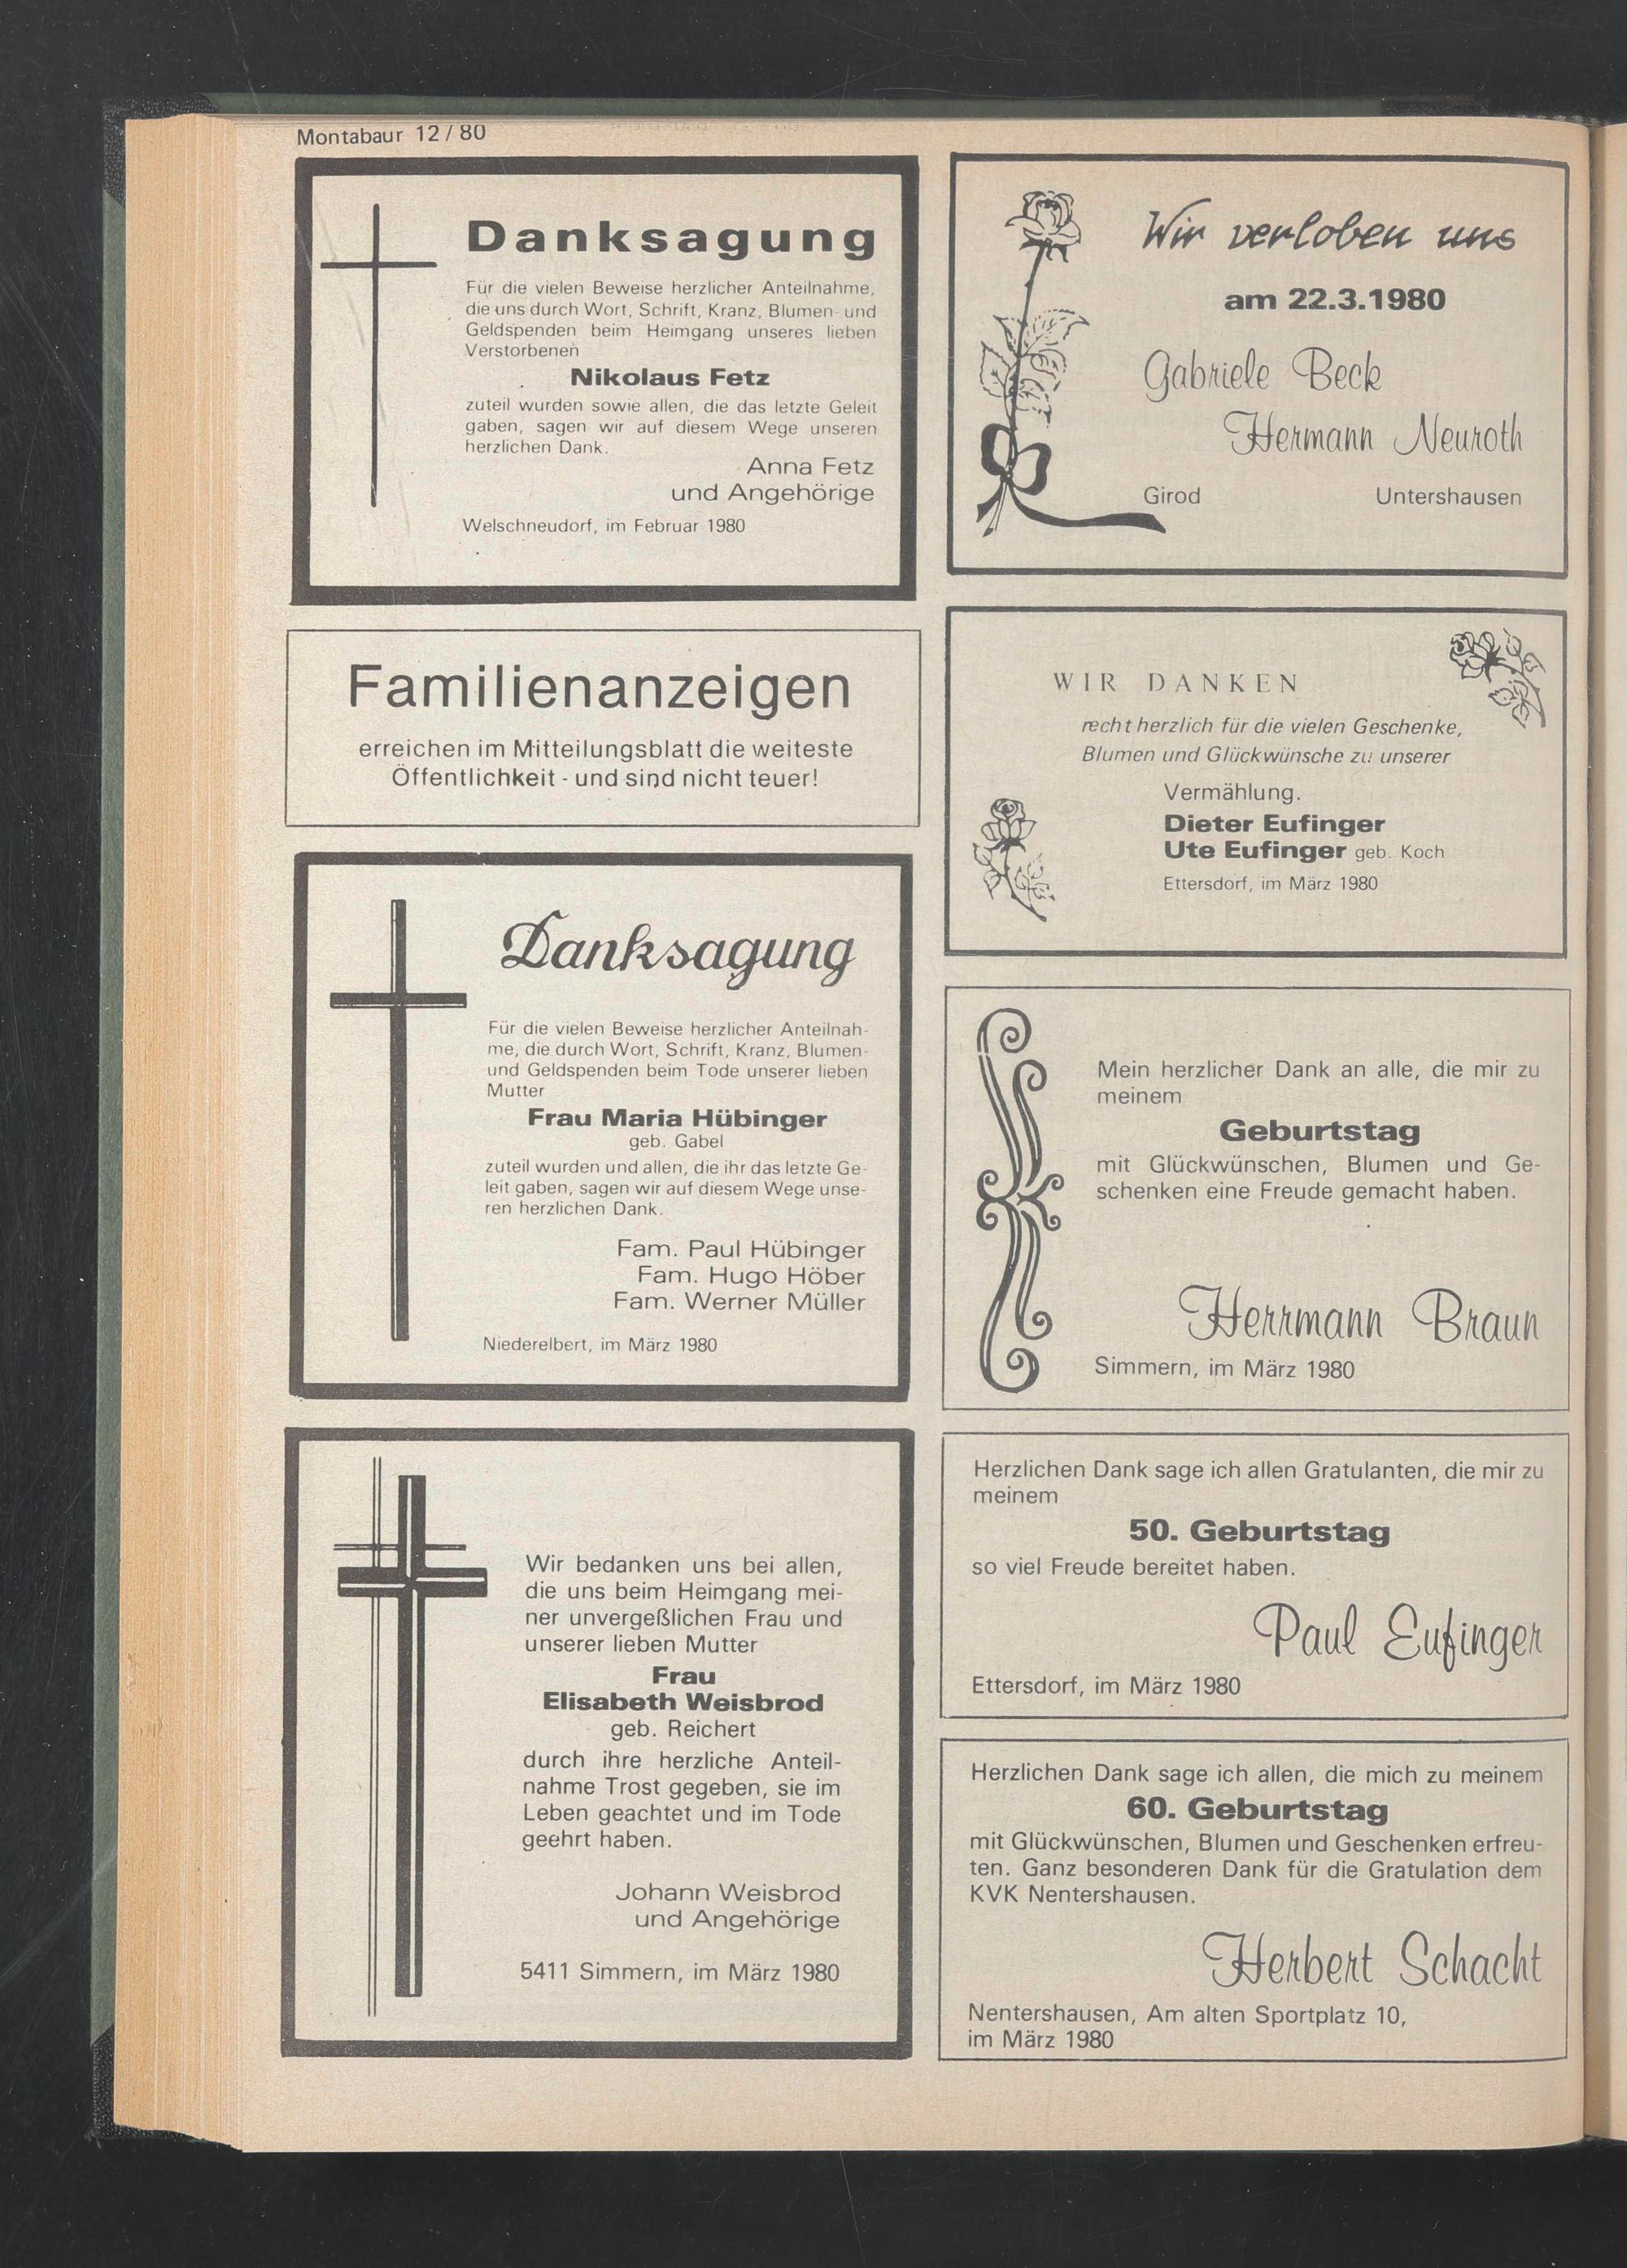 Montabaur 12 / 80
Danksagung
Für die vielen Beweise herzlicher Anteilnahme,
die uns durch Wort, Schrift, Kranz, Blumen- und
Geldspenden beim Heimgang unseres lieben
Verstorbenen
Nikolaus Fetz
zuteil wurden sowie allen, die das letzte Geleit
gaben, sagen wir auf diesem Wege unseren
herzlichen Dank.
Anna Fetz
und Angehörige
Welschneudorf, im Februar 1980
Familienanzeigen
erreichen im Mitteilungsblatt die weiteste
Öffentlichkeit - und sind nicht teuer!
Danksagung
Für die vielen Beweise herzlicher Anteilnah-
me, die durch Wort, Schrift, Kranz, Blumen-
und Geldspenden beim Tode unserer lieben
Mutter
Frau Maria Hübinger
geb. Gabel
zuteil wurden und allen, die ihr das letzte Ge-
leit gaben, sagen wir auf diesem Wege unse-
ren herzlichen Dank.
Fam. Paul Hübinger
Fam. Hugo Höber
Fam. Werner Müller
Niederelbert, im März 1980
Wir bedanken uns bei allen,
die uns beim Heimgang mei-
ner unvergeßlichen Frau und
unserer lieben Mutter
Frau
Elisabeth Weisbrod
geb. Reichert
durch ihre herzliche Anteil-
nahme Trost gegeben, sie im
Leben geachtet und im Tode
geehrt haben.
Johann Weisbrod
und Angehörige
5411 Simmern, im März 1980
Wir verloben uns
am 22.3.1980
Gabriele Beck
Hermann Neuroth
Girod Untershausen
WIR DANKEN
recht herzlich für die vielen Geschenke,
Blumen und Glückwünsche zu unserer
Vermählung.
Dieter Eufinger
Ute Eufinger geb. Koch
Ettersdorf, im März 1980
Mein herzlicher Dank an alle, die mir zu
meinem
Geburtstag
mit Glückwünschen, Blumen und Ge-
schenken eine Freude gemacht haben.
Herrmann Braun
Simmern, im März 1980
Herzlichen Dank sage ich allen Gratulanten, die mir zu
meinem
50. Geburtstag
so viel Freude bereitet haben.
Paul Eufinger
Ettersdorf, im März 1980
Herzlichen Dank sage ich allen, die mich zu meinem
60. Geburtstag
mit Glückwünschen, Blumen und Geschenken erfreu-
ten. Ganz besonderen Dank für die Gratulation dem
KVK Nentershausen.
Herbert Schacht
Nentershausen, Am alten Sportplatz 10,
im März 1980